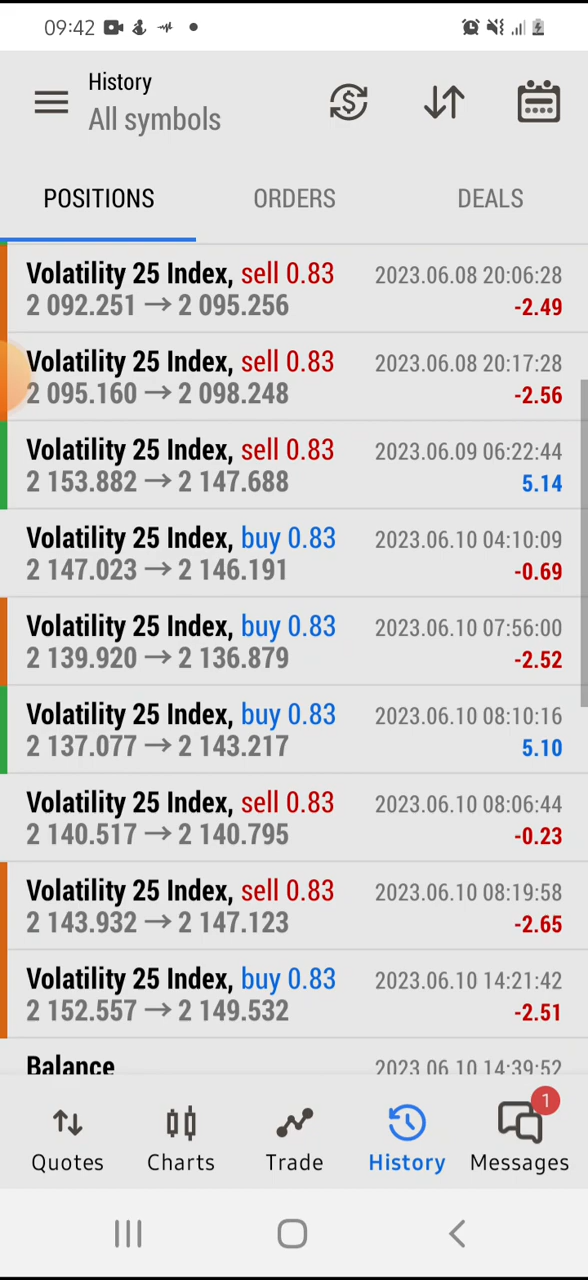 09:42
History
All symbols
POSITIONS ORDERS DEALS
Volatility 25 Index, sell 0.83 2023.06.08 20:06:28
2 092.251 → 2 095.256 -2.49
Volatility 25 Index, sell 0.83 2023.06.08 20:17:28
2 095.160 → 2 098.248 -2.56
Volatility 25 Index, sell 0.83 2023.06.09 06:22:44
2 153.882 → 2 147.688 5.14
Volatility 25 Index, buy 0.83 2023.06.10 04:10:09
2 147.023 → 2 146.191 -0.69
Volatility 25 Index, buy 0.83 2023.06.10 07:56:00
2 139.920 → 2 136.879 -2.52
Volatility 25 Index, buy 0.83 2023.06.10 08:10:16
2 137.077 → 2 143.217 5.10
Volatility 25 Index, sell 0.83 2023.06.10 08:06:44
2 140.517 → 2 140.795 -0.23
Volatility 25 Index, sell 0.83 2023.06.10 08:19:58
2 143.932 → 2 147.123 -2.65
Volatility 25 Index, buy 0.83 2023.06.10 14:21:42
2 152.557 → 2 149.532 -2.51
Balance 2023.06.10 14:39:52
1
Quotes Charts Trade History Messages